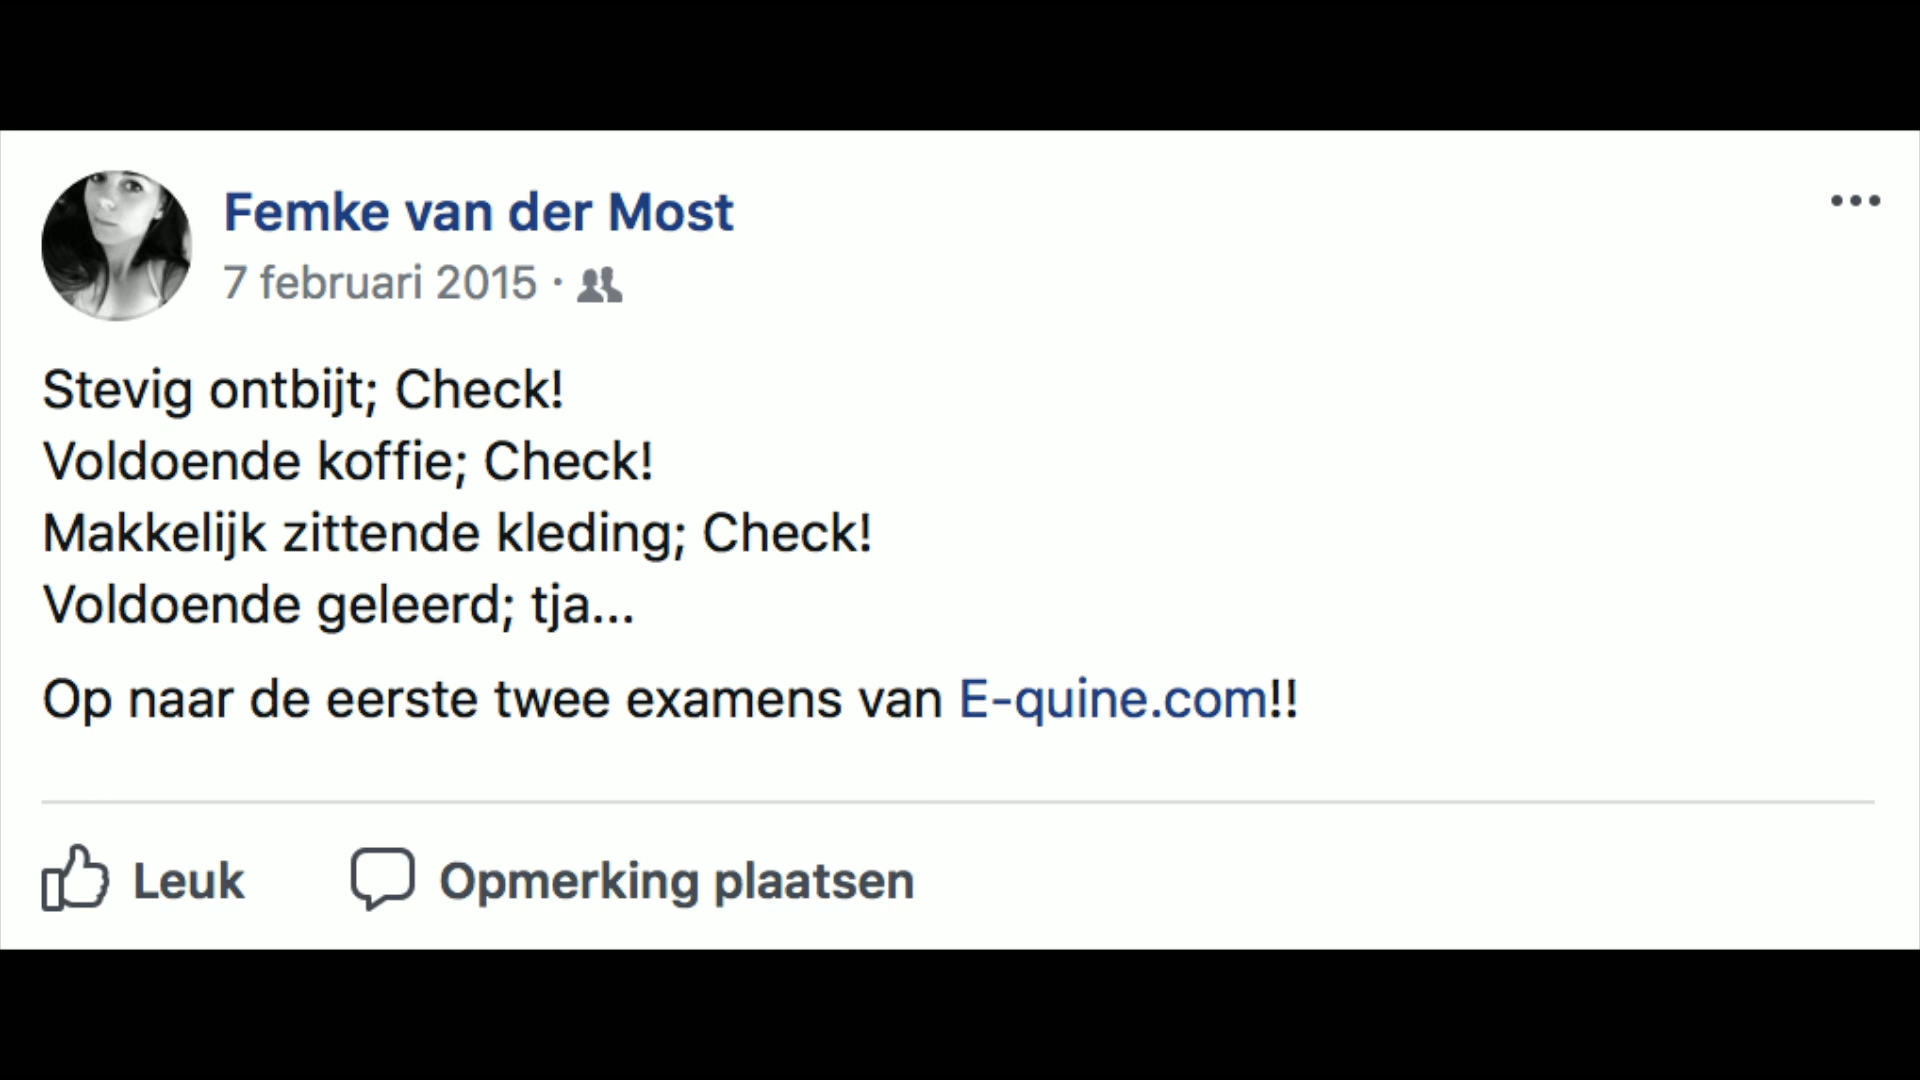 Femke van der Most
7 februari 2015 ·
Stevig ontbijt; Check!
Voldoende koffie; Check!
Makkelijk zittende kleding; Check!
Voldoende geleerd; tja...
Op naar de eerste twee examens van E-quine.com!!
Leuk
Opmerking plaatsen